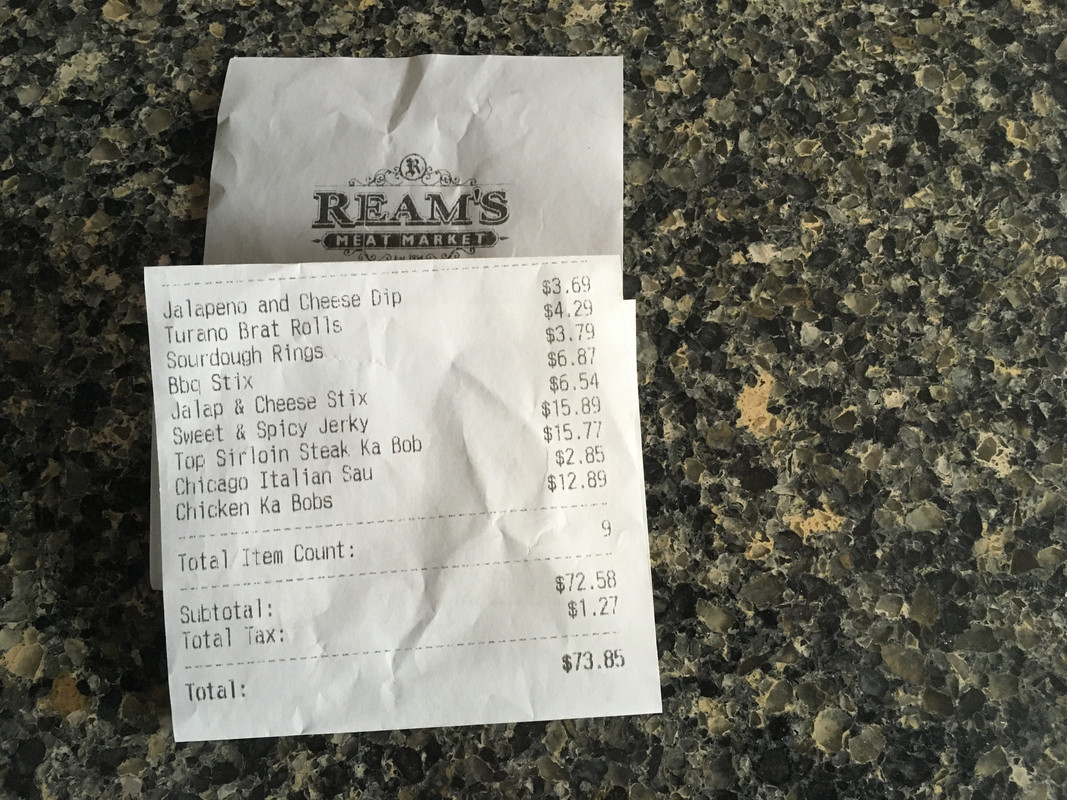 R
REAM'S
MEAT MARKET
Jalapeno and Cheese Dip $3.69
Turano Brat Rolls $4.29
Sourdough Rings $3.79
Bbq Stix $6.87
Jalap & Cheese Stix $6.54
Sweet & Spicy Jerky $15.89
Top Sirloin Steak Ka Bob $15.77
Chicago Italian Sau $2.85
Chicken Ka Bobs $12.89
Total Item Count: 9
Subtotal: $72.58
Total Tax: $1.27
Total: $73.85